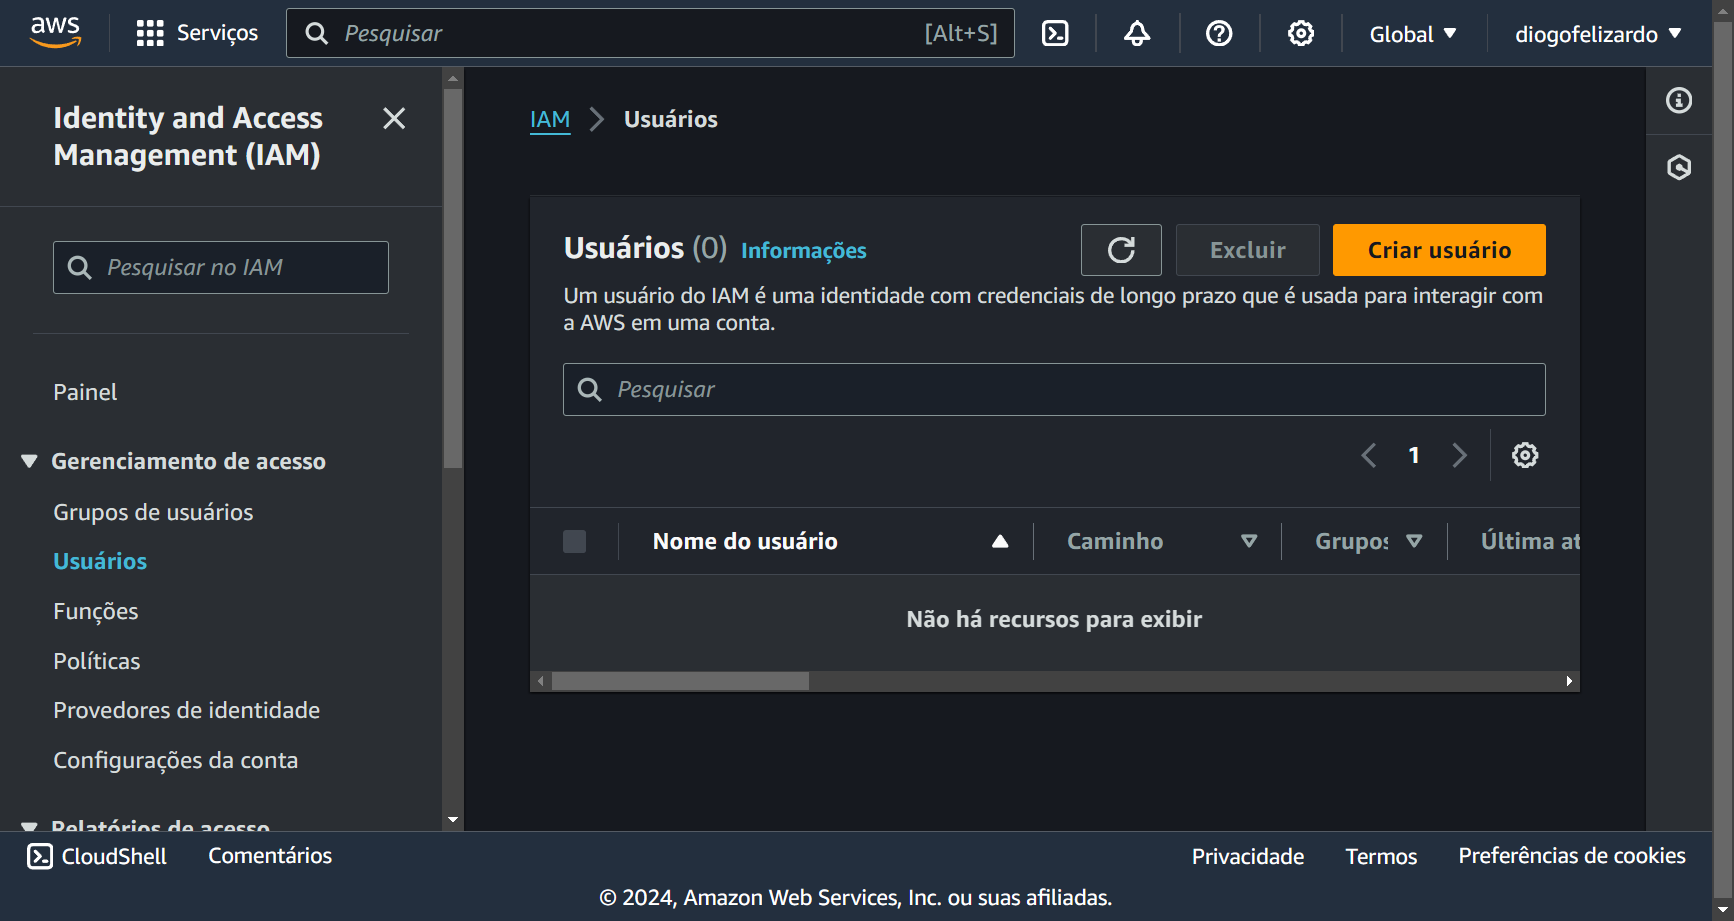 aws
Serviços
Pesquisar
[Alt+S]
Global
diogofelizardo
Identity and Access
Management (IAM)
Pesquisar no IAM
Painel
Gerenciamento de acesso
Grupos de usuários
Usuários
Funções
Políticas
Provedores de identidade
Configurações da conta
Relatórios de acesso
IAM
Usuários
Usuários (0) Informações
Excluir
Criar usuário
Um usuário do IAM é uma identidade com credenciais de longo prazo que é usada para interagir com
a AWS em uma conta.
Pesquisar
1
Nome do usuário
Caminho
Grupos
Última at
Não há recursos para exibir
CloudShell
Comentários
Privacidade
Termos
Preferências de cookies
© 2024, Amazon Web Services, Inc. ou suas afiliadas.